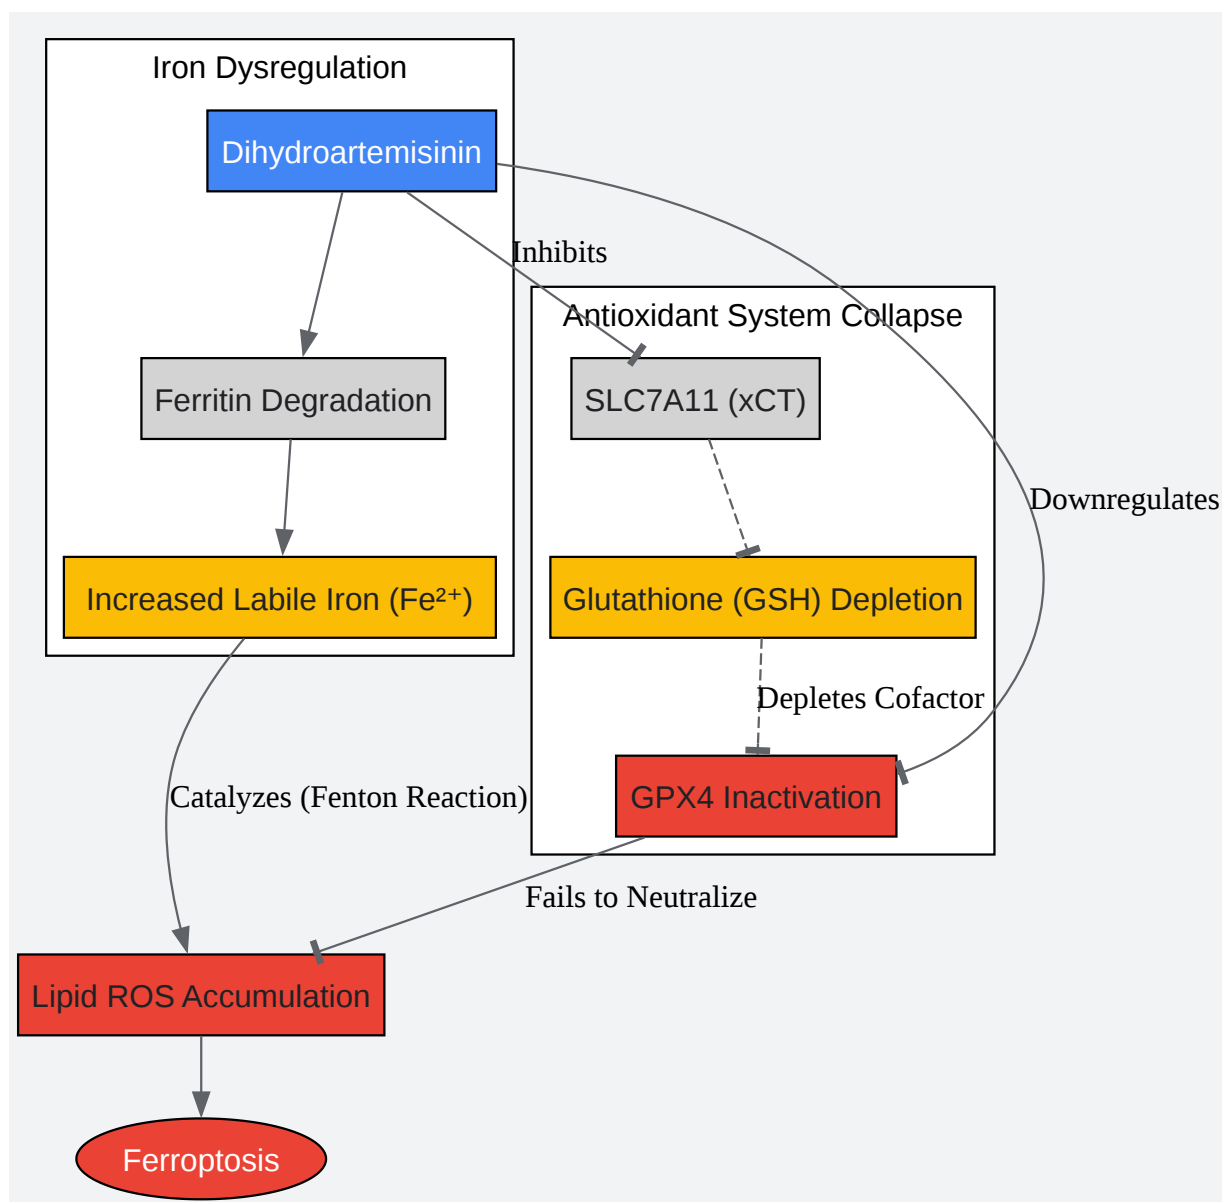 Iron Dysregulation
Dihydroartemisinin
Inhibits
Antioxidant System Collapse
Ferritin Degradation
SLC7A11 (xCT)
Downregulates
Increased Labile Iron (Fe²⁺)
Glutathione (GSH) Depletion
Depletes Cofactor
Catalyzes (Fenton Reaction)
GPX4 Inactivation
Fails to Neutralize
Lipid ROS Accumulation
Ferroptosis